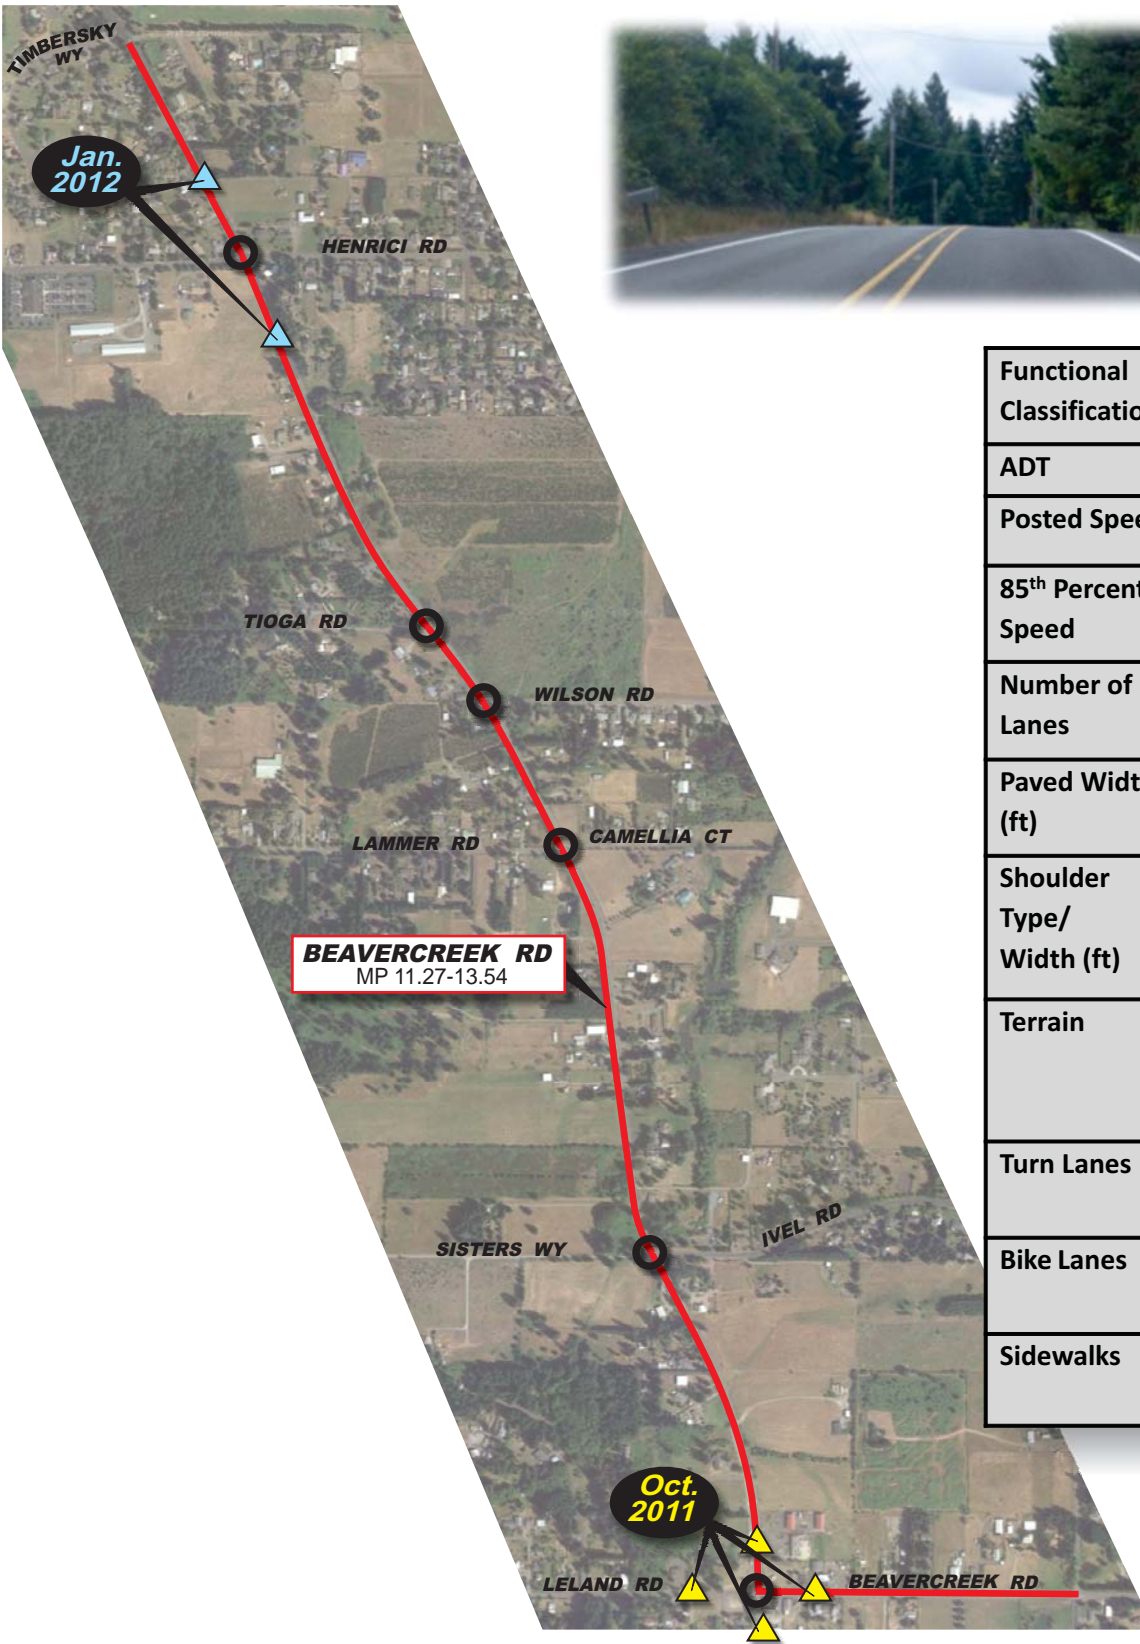 TIMBERSKY
WY
Jan.
2012
HENRICI RD
TIOGA RD
WILSON RD
LAMMER RD
CAMELLIA CT
BEAVERCREEK RD
MP 11.27-13.54
SISTERS WY
IVEL RD
Oct.
2011
LELAND RD
BEAVERCREEK RD
Functional
Classificatio
ADT
Posted Spee
85th Percent
Speed
Number of
Lanes
Paved Widt
(ft)
Shoulder
Type/
Width (ft)
Terrain
Turn Lanes
Bike Lanes
Sidewalks